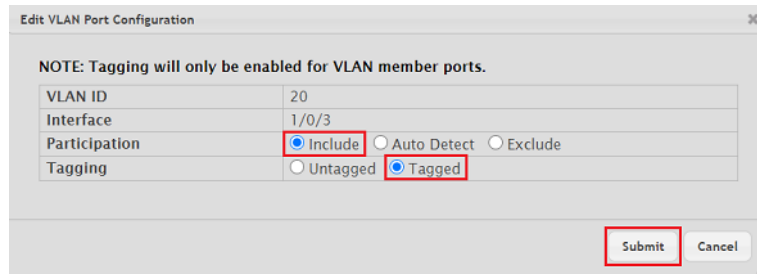 Edit VLAN Port Configuration
NOTE: Tagging will only be enabled for VLAN member ports.
VLAN ID 20
Interface 1/0/3
Participation Include Auto Detect Exclude
Tagging Untagged Tagged
Submit Cancel